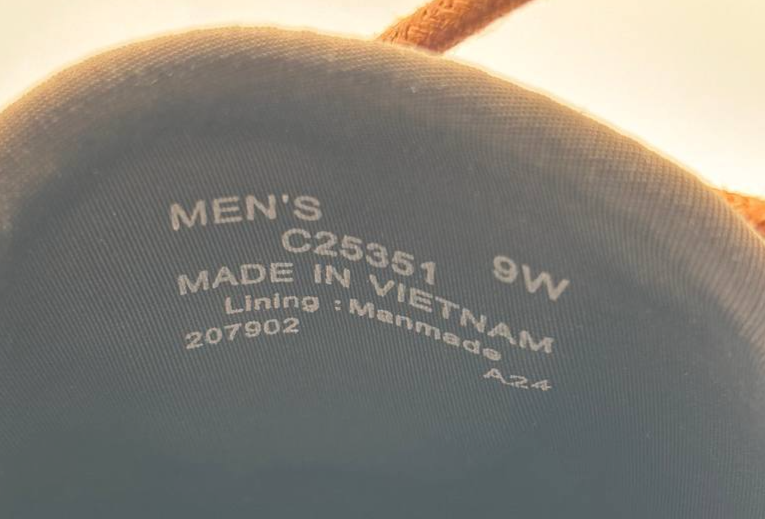 MEN'S
C25351 9W
MADE IN VIETNAM
Lining : Manmade
207902
A24